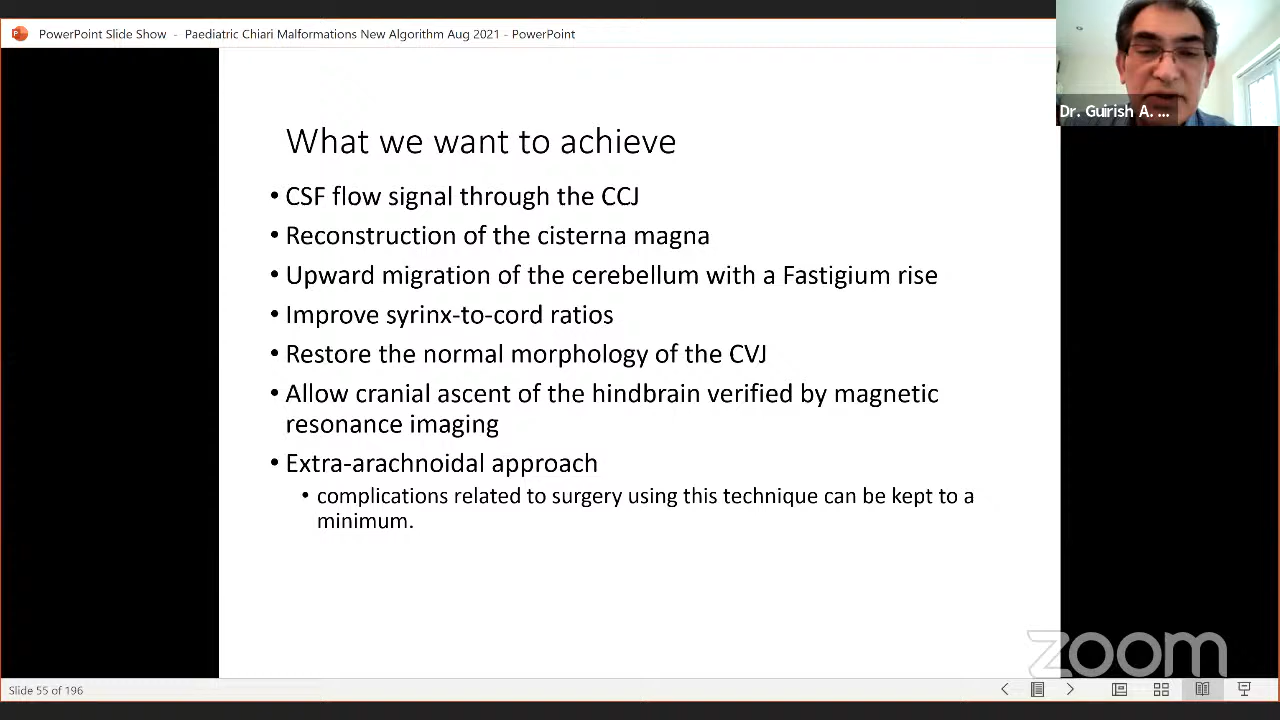 PowerPoint Slide Show - Paediatric Chiari Malformations New Algorithm Aug 2021 - PowerPoint
Dr. Guirish A. ...
What we want to achieve
• CSF flow signal through the CCJ
• Reconstruction of the cisterna magna
• Upward migration of the cerebellum with a Fastigium rise
• Improve syrinx-to-cord ratios
• Restore the normal morphology of the CVJ
• Allow cranial ascent of the hindbrain verified by magnetic
resonance imaging
• Extra-arachnoidal approach
• complications related to surgery using this technique can be kept to a
minimum.
zoom
Slide 55 of 196